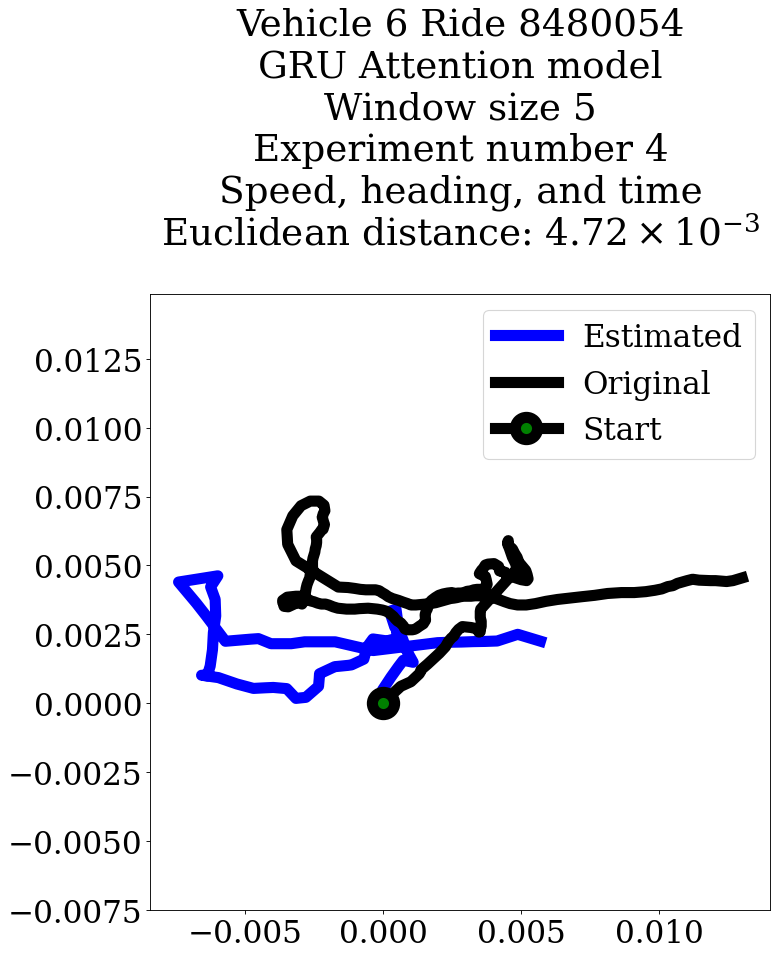 Vehicle 6 Ride 8480054
GRU Attention model
Window size 5
Experiment number 4
Speed, heading, and time
Euclidean distance: 4.72 × 10⁻³
Estimated
Original
Start
0.0125
0.0100
0.0075
0.0050
0.0025
0.0000
−0.0025
−0.0050
−0.0075
−0.005 0.000 0.005 0.010